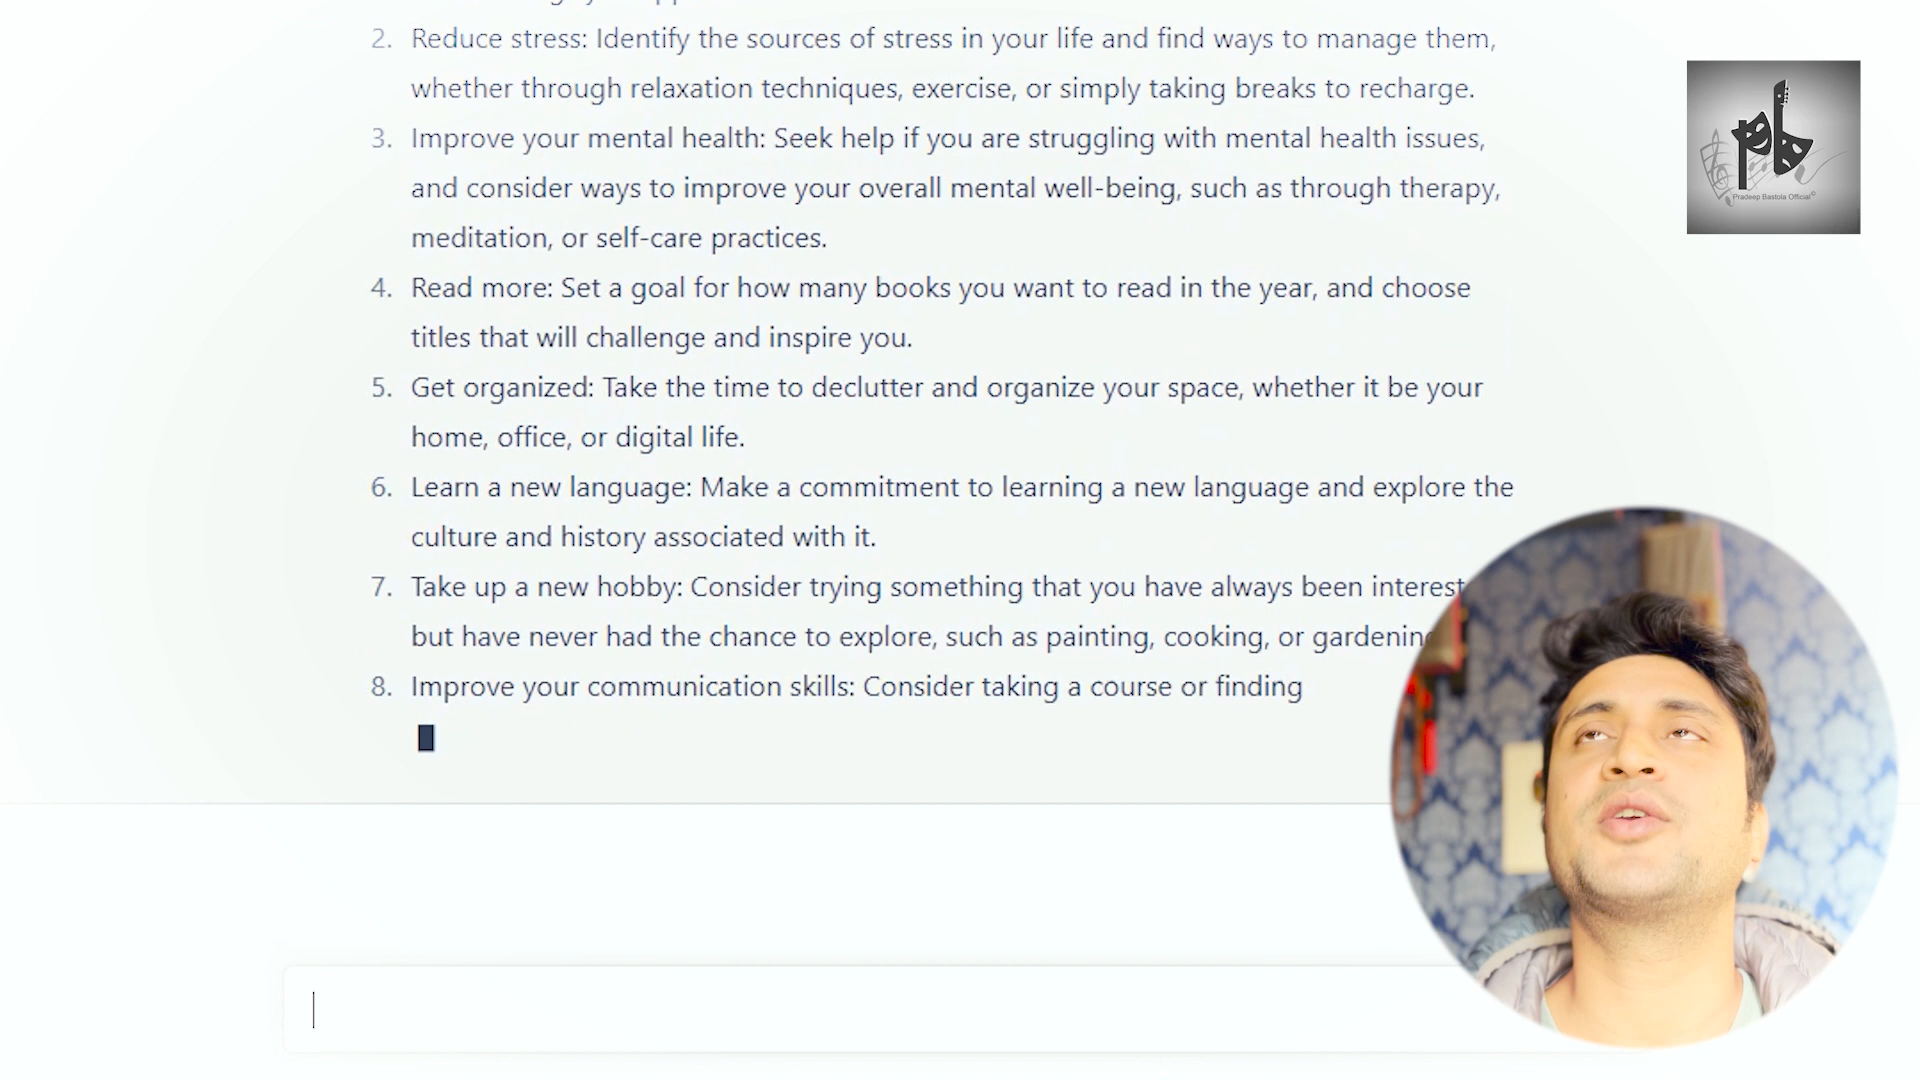 2. Reduce stress: Identify the sources of stress in your life and find ways to manage them,
whether through relaxation techniques, exercise, or simply taking breaks to recharge.
3. Improve your mental health: Seek help if you are struggling with mental health issues,
and consider ways to improve your overall mental well-being, such as through therapy,
meditation, or self-care practices.
4. Read more: Set a goal for how many books you want to read in the year, and choose
titles that will challenge and inspire you.
5. Get organized: Take the time to declutter and organize your space, whether it be your
home, office, or digital life.
6. Learn a new language: Make a commitment to learning a new language and explore the
culture and history associated with it.
7. Take up a new hobby: Consider trying something that you have always been interest
but have never had the chance to explore, such as painting, cooking, or gardening
8. Improve your communication skills: Consider taking a course or finding
pb
Pradeep Bastola Official©